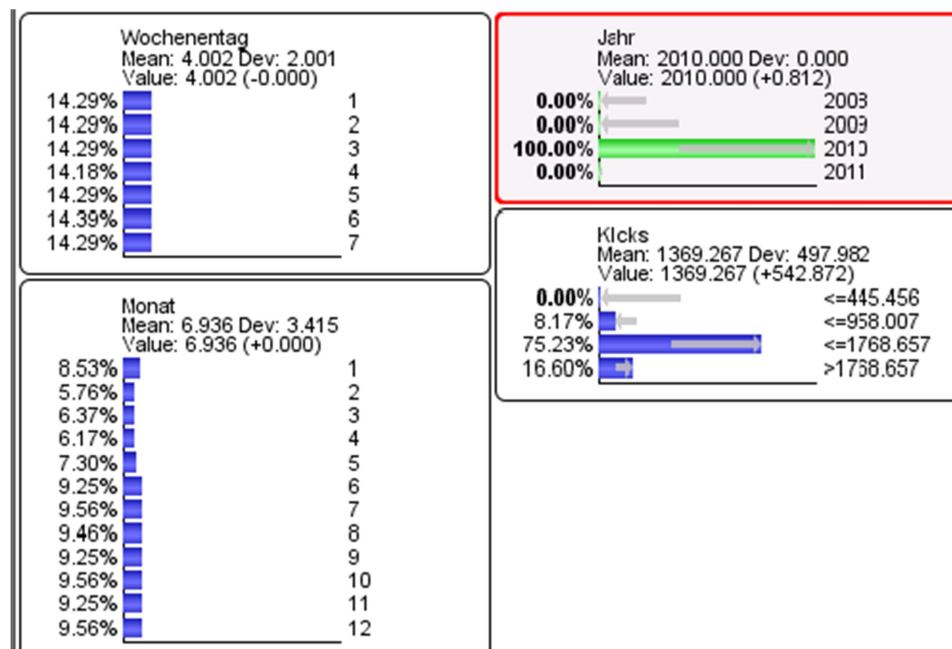 Wochenentag
Mean: 4.002 Dev: 2.001
Value: 4.002 (-0.000)
14.29% 1
14.29% 2
14.29% 3
14.18% 4
14.29% 5
14.39% 6
14.29% 7
Monat
Mean: 6.936 Dev: 3.415
Value: 6.936 (+0.000)
8.53% 1
5.76% 2
6.37% 3
6.17% 4
7.30% 5
9.25% 6
9.56% 7
9.46% 8
9.25% 9
9.56% 10
9.25% 11
9.56% 12
Jahr
Mean: 2010.000 Dev: 0.000
Value: 2010.000 (+0.812)
0.00% 2008
0.00% 2009
100.00% 2010
0.00% 2011
Klcks
Mean: 1369.267 Dev: 497.982
Value: 1369.267 (+542.872)
0.00% <=445.456
8.17% <=958.007
75.23% <=1768.657
16.60% >1768.657